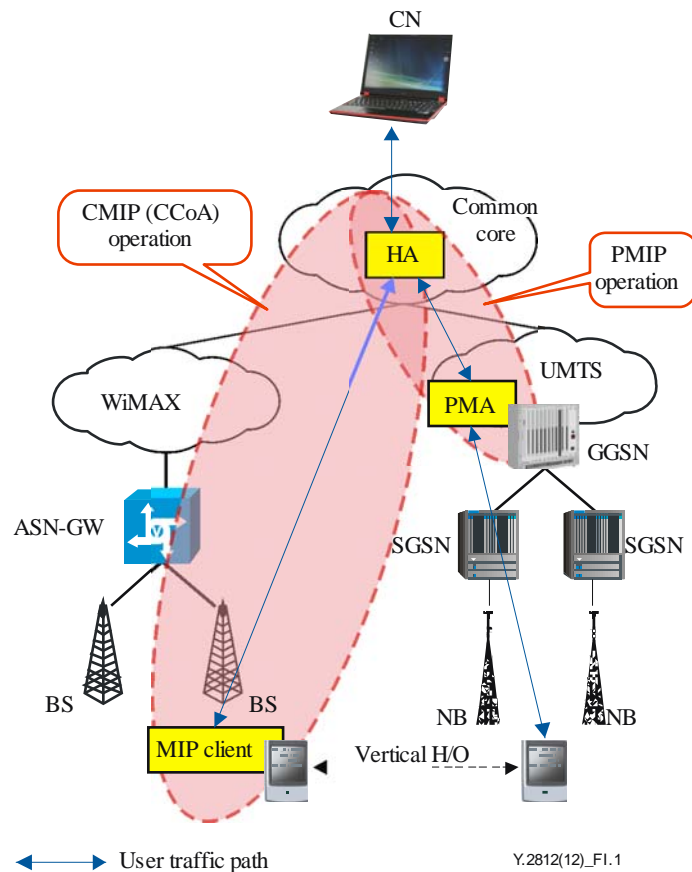 CN
CMIP (CCoA)
operation
Common
core
HA
PMIP
operation
WiMAX
UMTS
PMA
GGSN
ASN-GW
V
SGSN
SGSN
BS
BS
NB
NB
MIP client
Vertical H/O
User traffic path
Y.2812(12)_FI.1